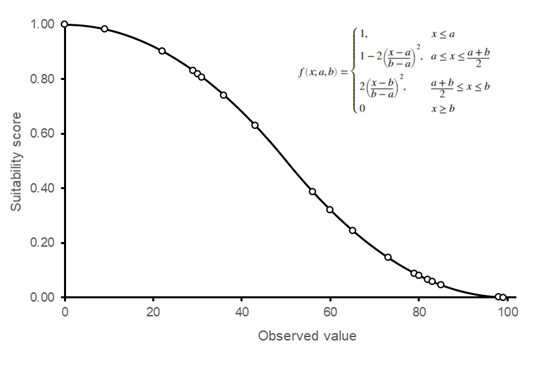 1.00
0.80
0.60
0.40
0.20
0.00
0
20
40
60
80
100
Suitability score
Observed value
f(x;a,b) =
1, x ≤ a
1 − 2((x − a)/(b − a))², a ≤ x ≤ (a + b)/2
2((x − b)/(b − a))², (a + b)/2 ≤ x ≤ b
0 x ≥ b